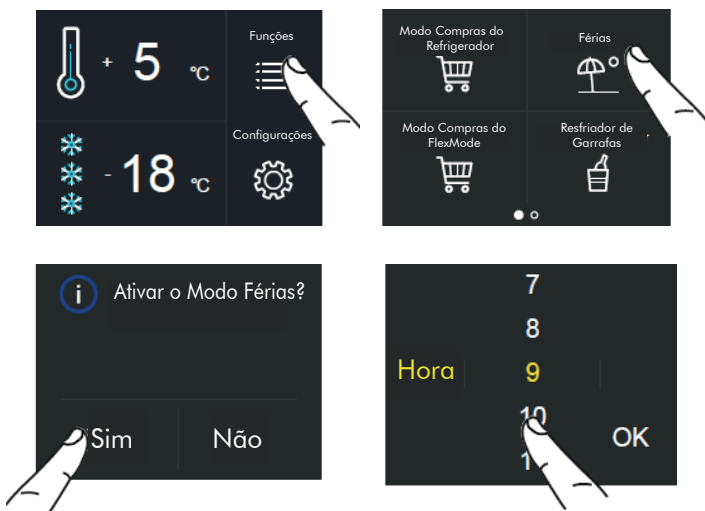 Funções
+ 5 °C
Configurações
- 18 °C
Modo Compras do
Refrigerador
Férias
Modo Compras do
FlexMode
Resfriador de
Garrafas
i Ativar o Modo Férias?
Sim Não
7
8
Hora 9
10
OK
1